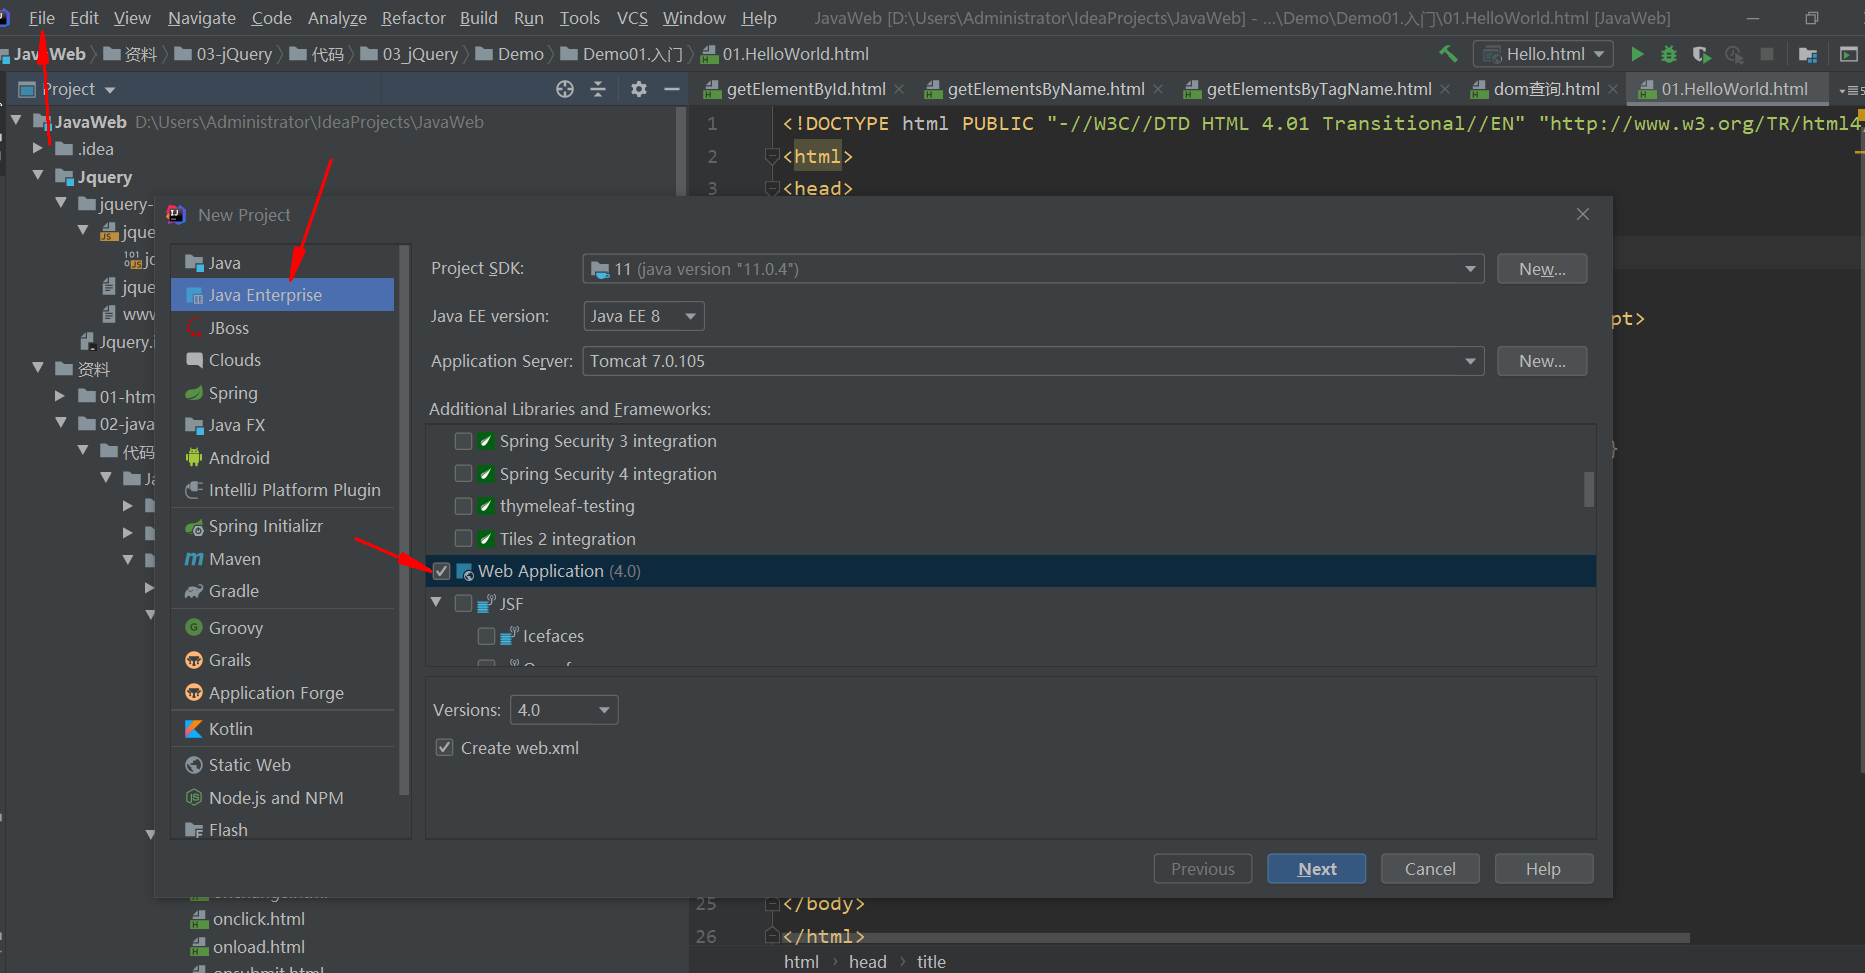 File Edit View Navigate Code Analyze Refactor Build Run Tools VCS Window Help JavaWeb [D:\Users\Administrator\IdeaProjects\JavaWeb] - ...\Demo\Demo01.入门\01.HelloWorld.html [JavaWeb]
JavaWeb 资料 03-jQuery 代码 03_jQuery Demo Demo01.入门 01.HelloWorld.html Hello.html
Project getElementById.html getElementsByName.html getElementsByTagName.html dom查询.html 01.HelloWorld.html
JavaWeb D:\Users\Administrator\IdeaProjects\JavaWeb
.idea
Jquery
jquery-
jque
jque
www
Jquery.i
资料
01-htm
02-java
代码
1 <!DOCTYPE html PUBLIC "-//W3C//DTD HTML 4.01 Transitional//EN" "http://www.w3.org/TR/html4/
2 <html>
3 <head>
pt>
}
New Project
Java
Java Enterprise
JBoss
Clouds
Spring
Java FX
Android
IntelliJ Platform Plugin
Spring Initializr
Maven
Gradle
Groovy
Grails
Application Forge
Kotlin
Static Web
Node.js and NPM
Flash
Project SDK: 11 (java version "11.0.4") New...
Java EE version: Java EE 8
Application Server: Tomcat 7.0.105 New...
Additional Libraries and Frameworks:
Spring Security 3 integration
Spring Security 4 integration
thymeleaf-testing
Tiles 2 integration
Web Application (4.0)
JSF
Icefaces
Versions: 4.0
Create web.xml
Previous Next Cancel Help
onclick.html
onload.html
25 </body>
26 </html>
html › head › title